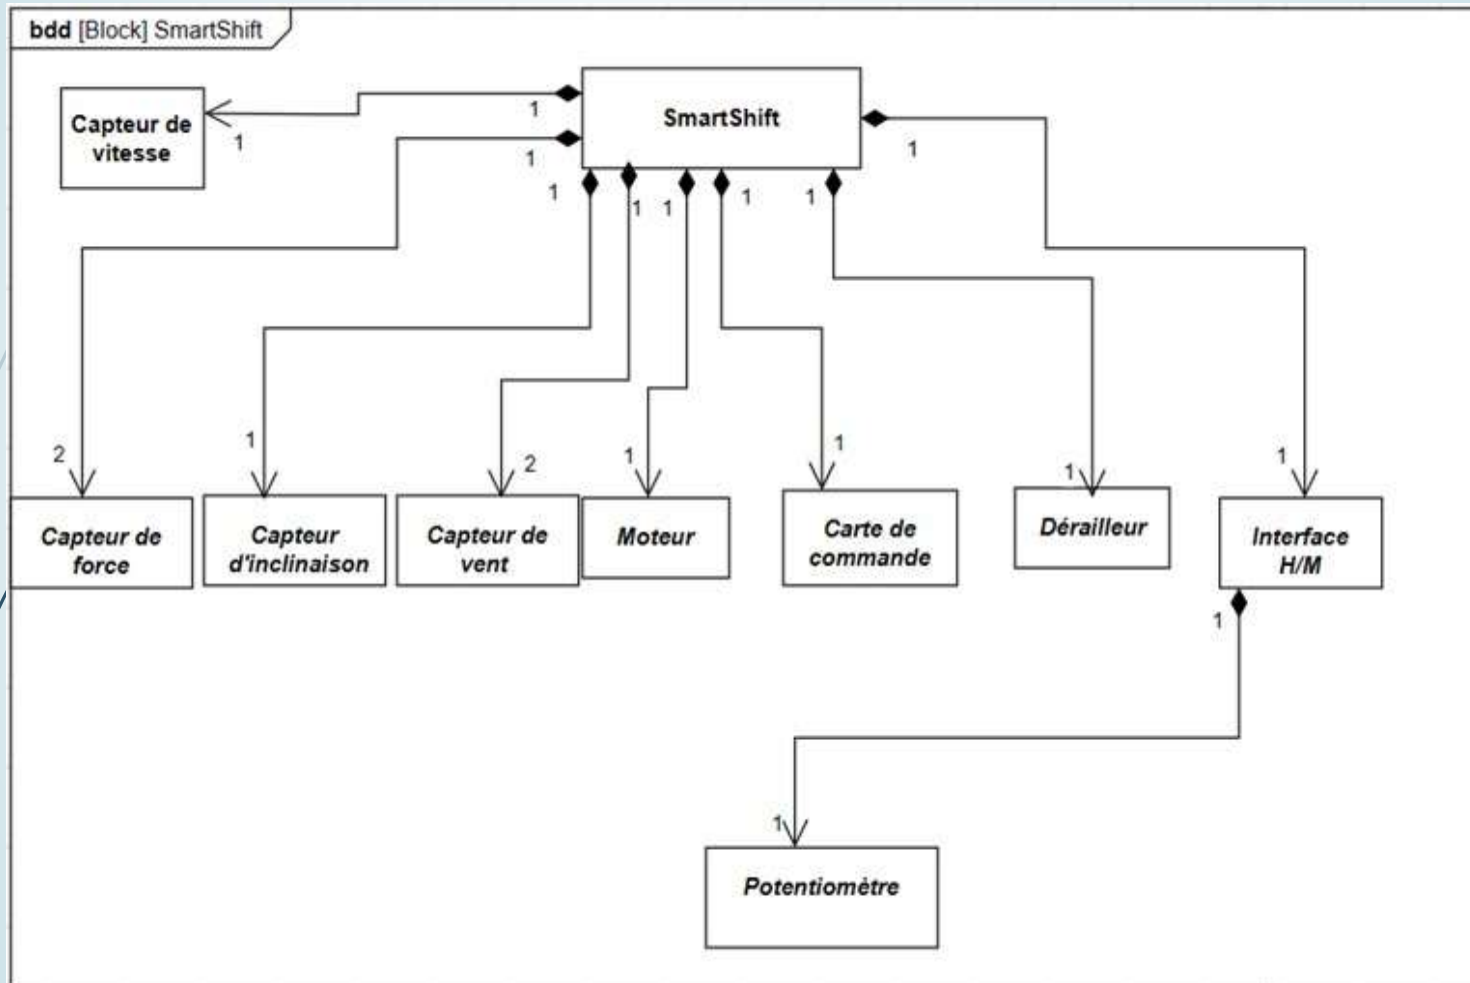 bdd [Block] SmartShift
SmartShift
Capteur de
vitesse
1
1
1
1
1
1
1
1
1
2
1
2
1
1
1
1
Capteur de
force
Capteur
d'inclinaison
Capteur de
vent
Moteur
Carte de
commande
Dérailleur
Interface
H/M
1
1
Potentiomètre